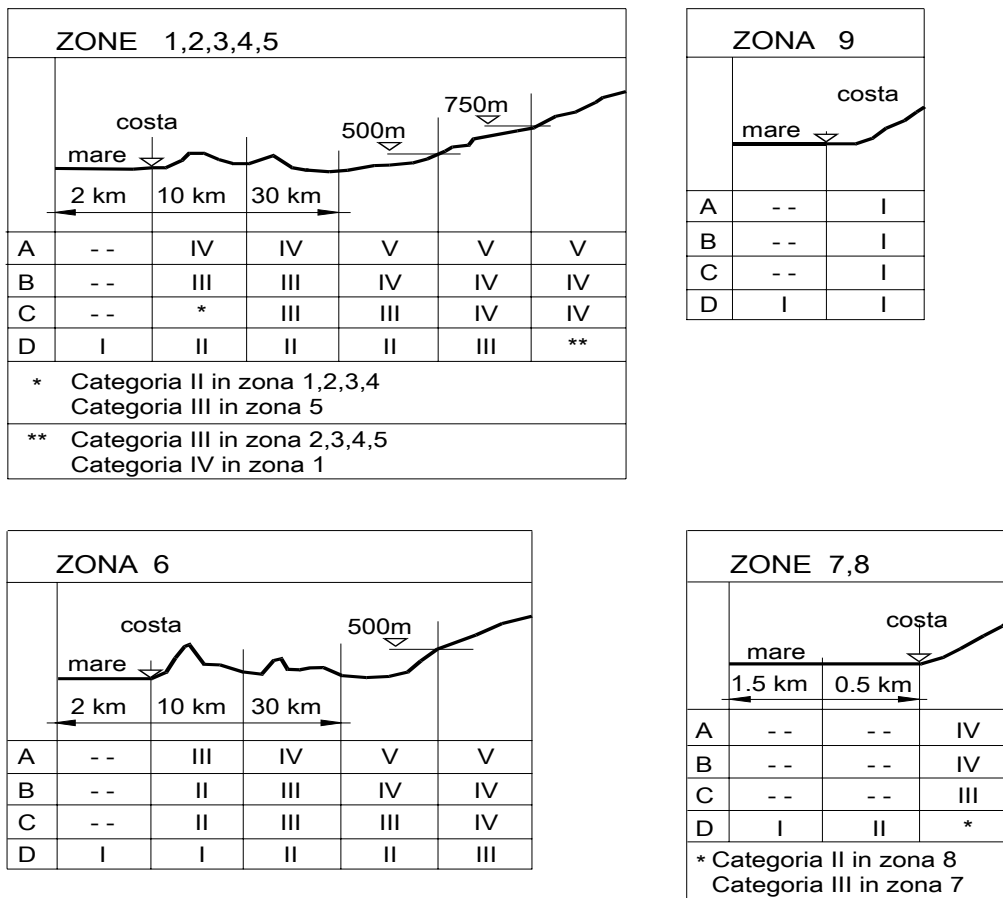 ZONE 1,2,3,4,5
costa
mare
500m
750m
2 km 10 km 30 km
A - - IV IV V V V
B - - III III IV IV IV
C - - * III III IV IV
D I II II II III **
* Categoria II in zona 1,2,3,4
Categoria III in zona 5
** Categoria III in zona 2,3,4,5
Categoria IV in zona 1
ZONA 9
costa
mare
A - - I
B - - I
C - - I
D I I
ZONA 6
costa
500m
mare
2 km 10 km 30 km
A - - III IV V V
B - - II III IV IV
C - - II III III IV
D I I II II III
ZONE 7,8
costa
mare
1.5 km 0.5 km
A - - - - IV
B - - - - IV
C - - - - III
D I II *
* Categoria II in zona 8
Categoria III in zona 7